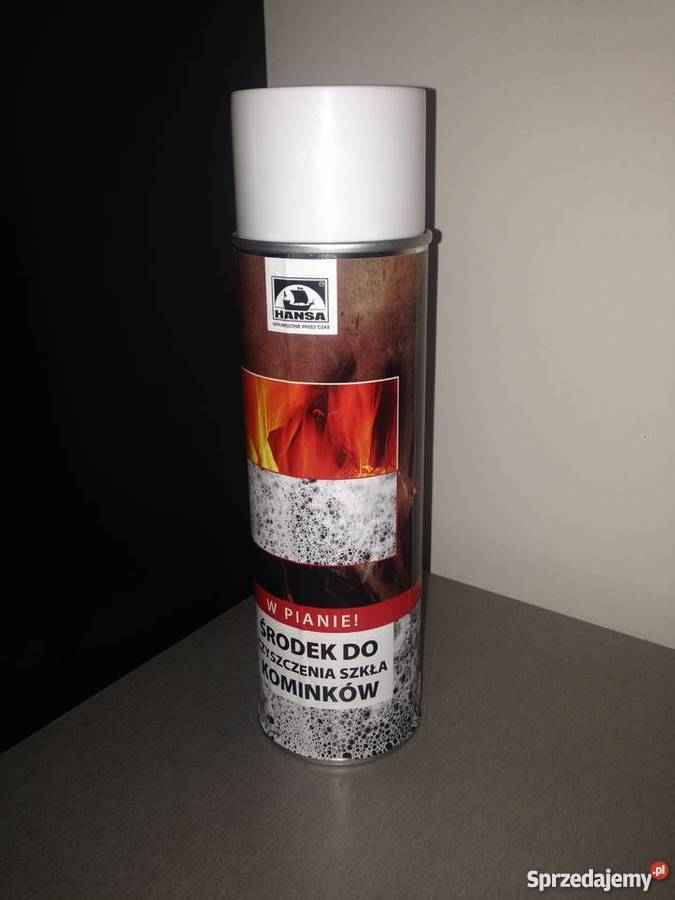 HANSA
SPRAWDZONE PRZEZ CZAS
W PIANIE!
ŚRODEK DO
ZYSZCZENIA SZKŁA
KOMINKÓW
Sprzedajemy.pl